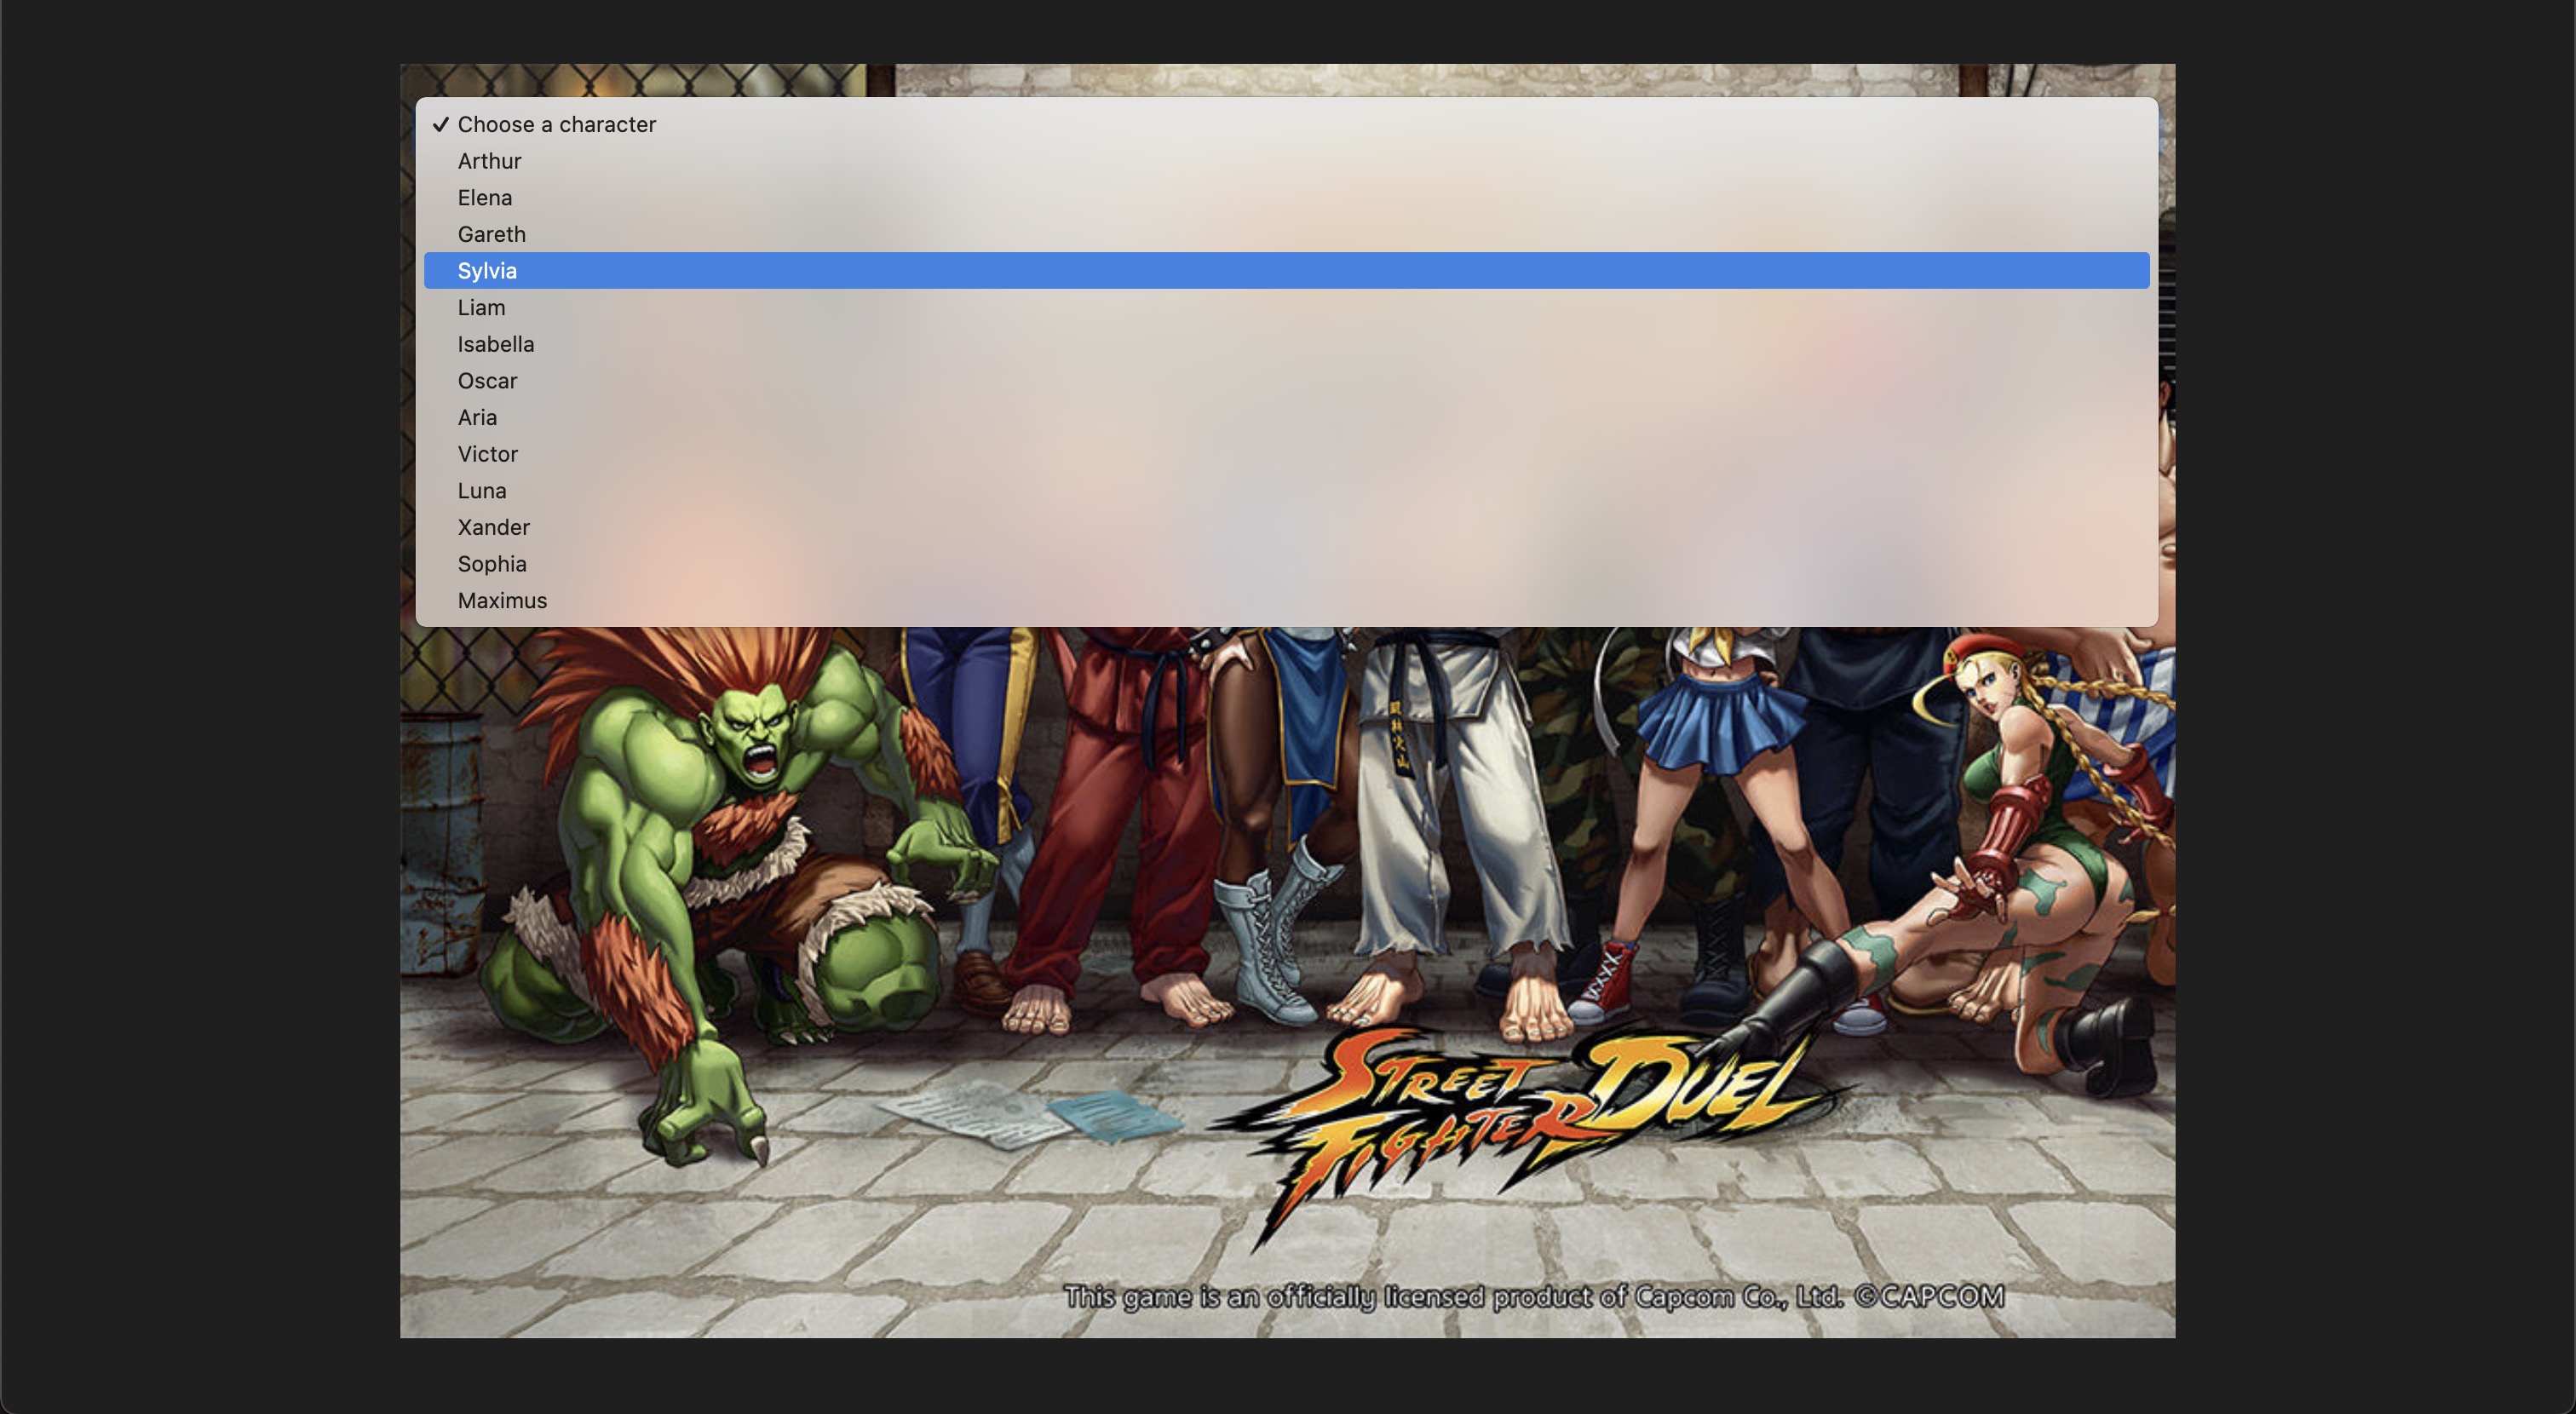 ✓ Choose a character
Arthur
Elena
Gareth
Sylvia
Liam
Isabella
Oscar
Aria
Victor
Luna
Xander
Sophia
Maximus
STREET
FIGHTER DUEL
This game is an officially licensed product of Capcom Co., Ltd. ©CAPCOM